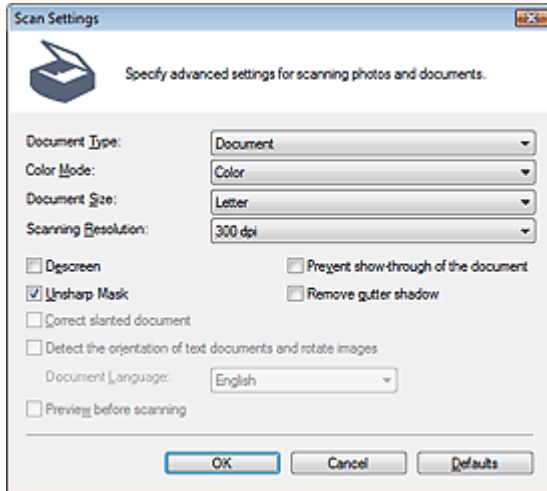 Scan Settings
Specify advanced settings for scanning photos and documents.
Document Type: Document
Color Mode: Color
Document Size: Letter
Scanning Resolution: 300 dpi
Descreen Prevent show-through of the document
Unsharp Mask Remove gutter shadow
Correct slanted document
Detect the orientation of text documents and rotate images
Document Language: English
Preview before scanning
OK Cancel Defaults